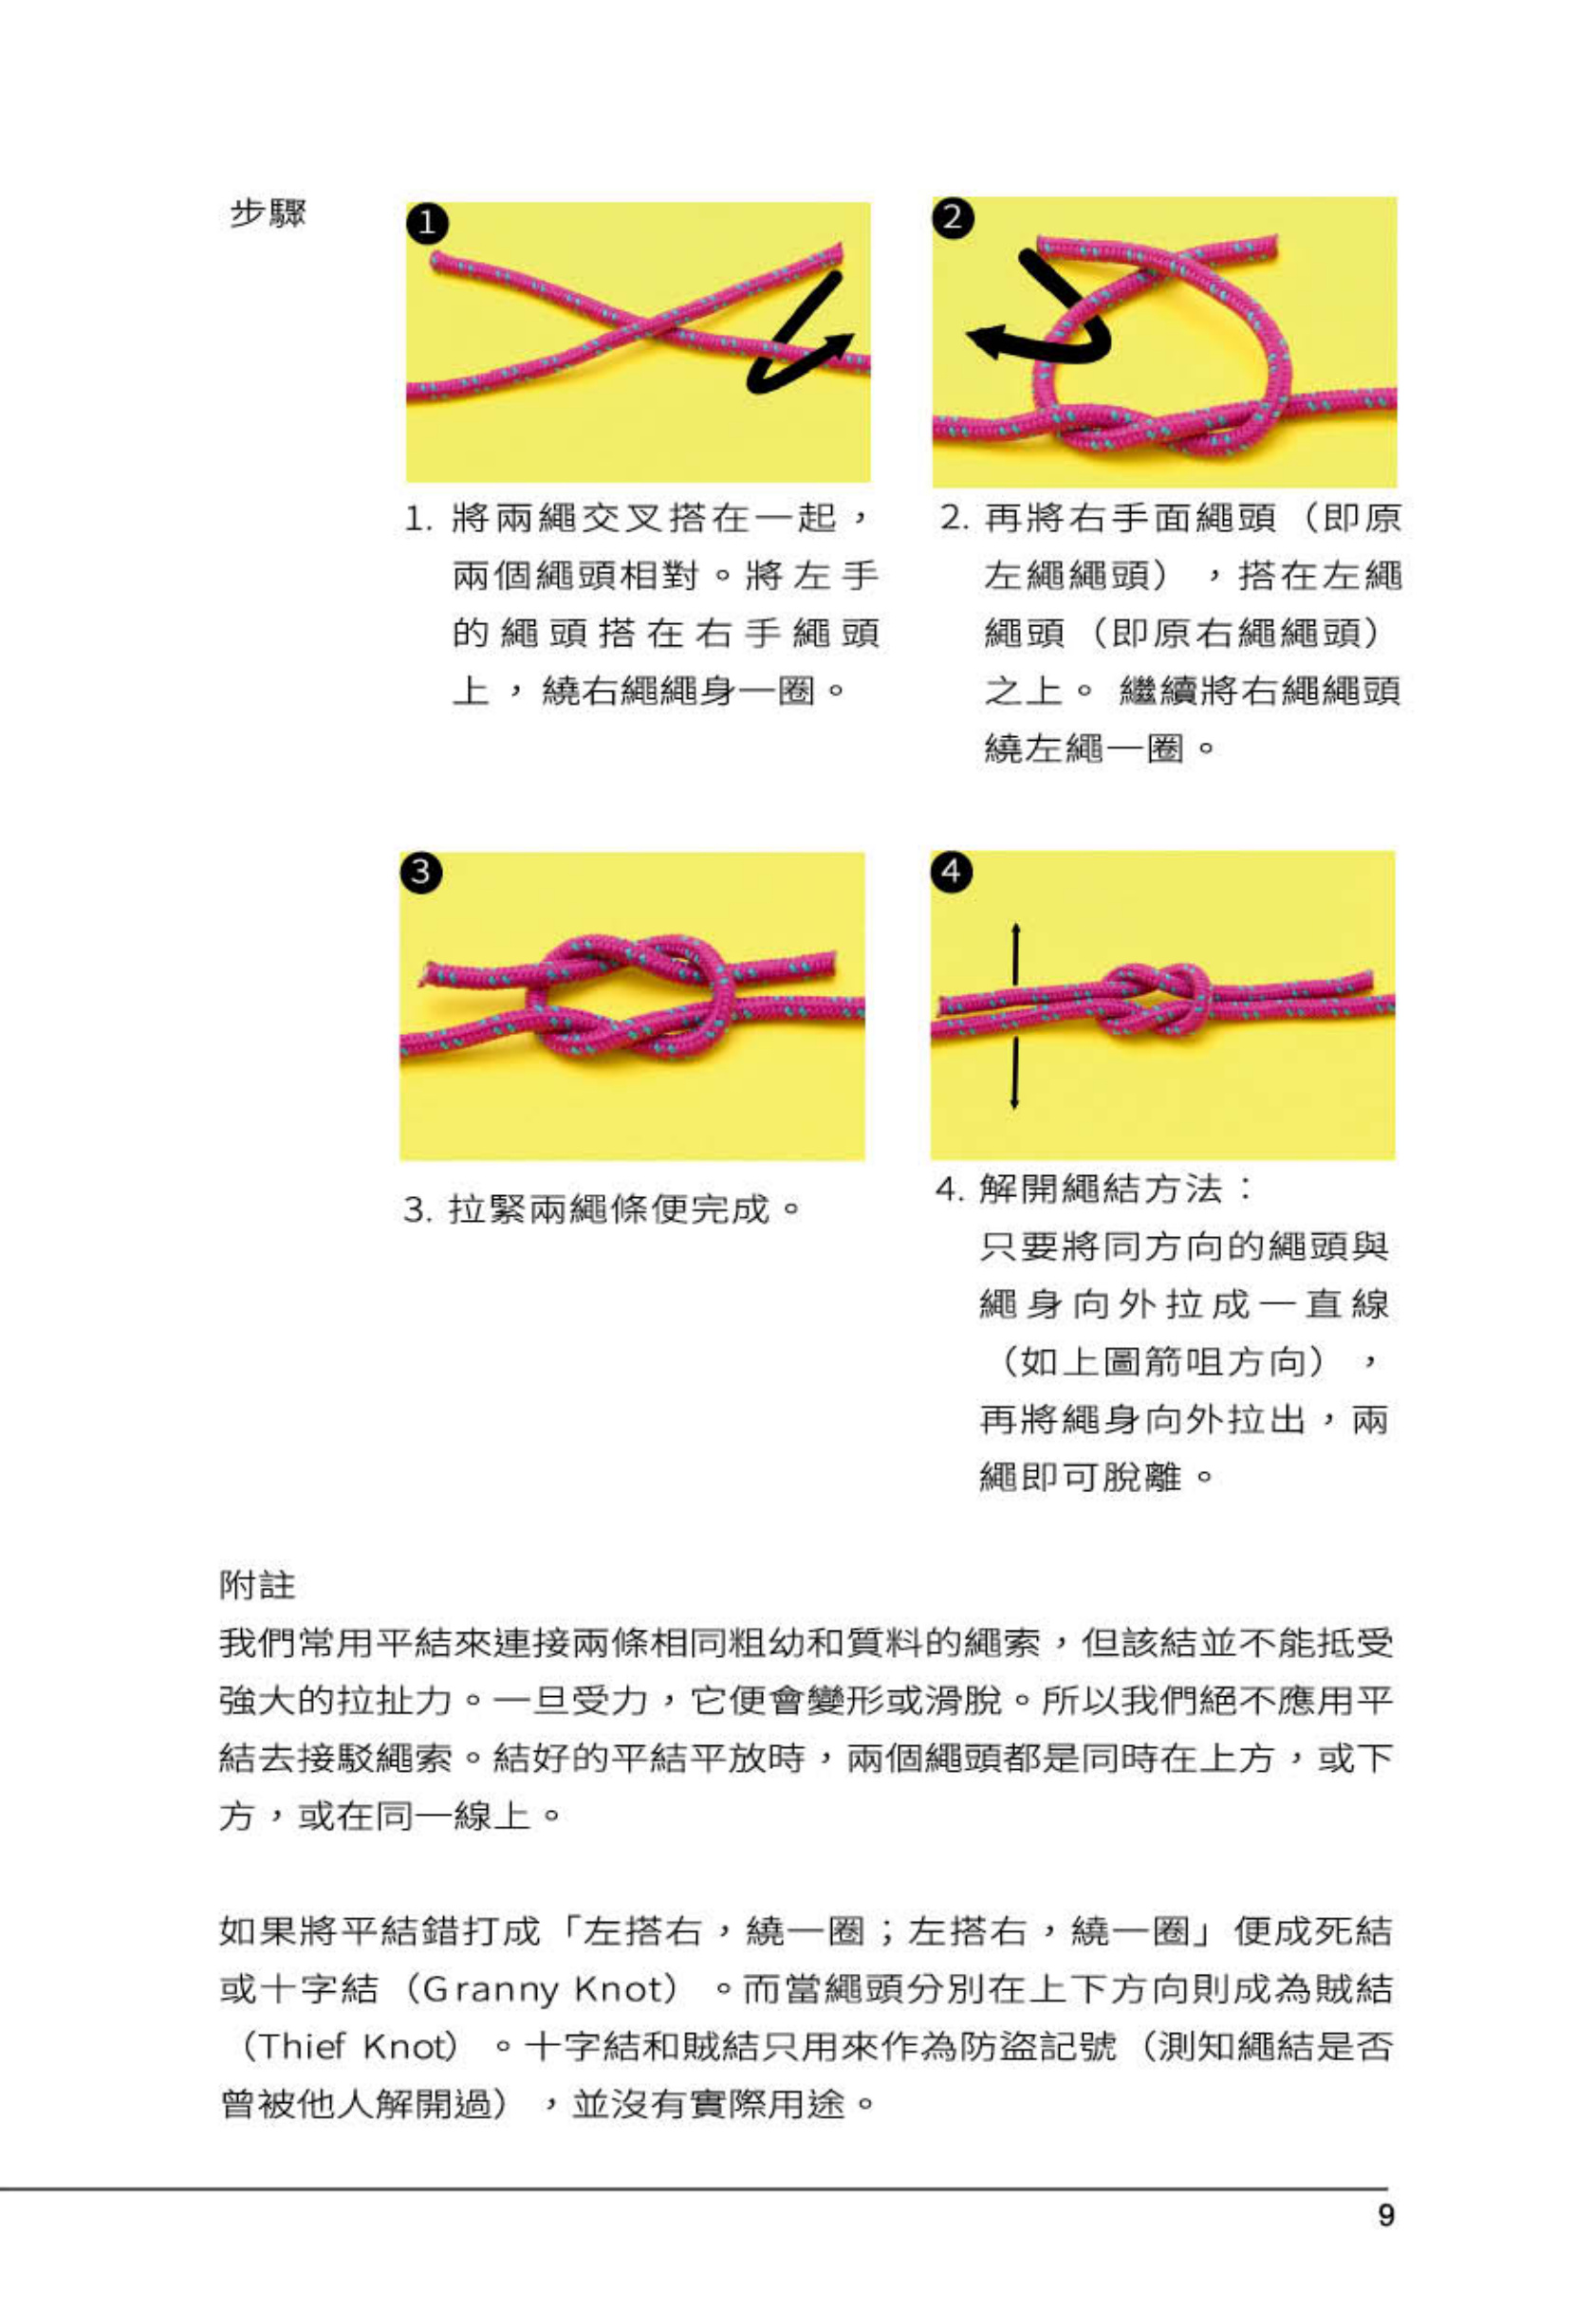 步驟
1
2
1. 將兩繩交叉搭在一起，
兩個繩頭相對。將左手
的繩頭搭在右手繩頭
上，繞右繩繩身一圈。
2. 再將右手面繩頭（即原
左繩繩頭），搭在左繩
繩頭（即原右繩繩頭）
之上。 繼續將右繩繩頭
繞左繩一圈。
3
4
3. 拉緊兩繩條便完成。
4. 解開繩結方法：
只要將同方向的繩頭與
繩身向外拉成一直線
（如上圖箭咀方向），
再將繩身向外拉出，兩
繩即可脫離。
附註
我們常用平結來連接兩條相同粗幼和質料的繩索，但該結並不能抵受
強大的拉扯力。一旦受力，它便會變形或滑脫。所以我們絕不應用平
結去接駁繩索。結好的平結平放時，兩個繩頭都是同時在上方，或下
方，或在同一線上。
如果將平結錯打成「左搭右，繞一圈；左搭右，繞一圈」便成死結
或十字結（Granny Knot）。而當繩頭分別在上下方向則成為賊結
（Thief Knot）。十字結和賊結只用來作為防盜記號（測知繩結是否
曾被他人解開過），並沒有實際用途。
9